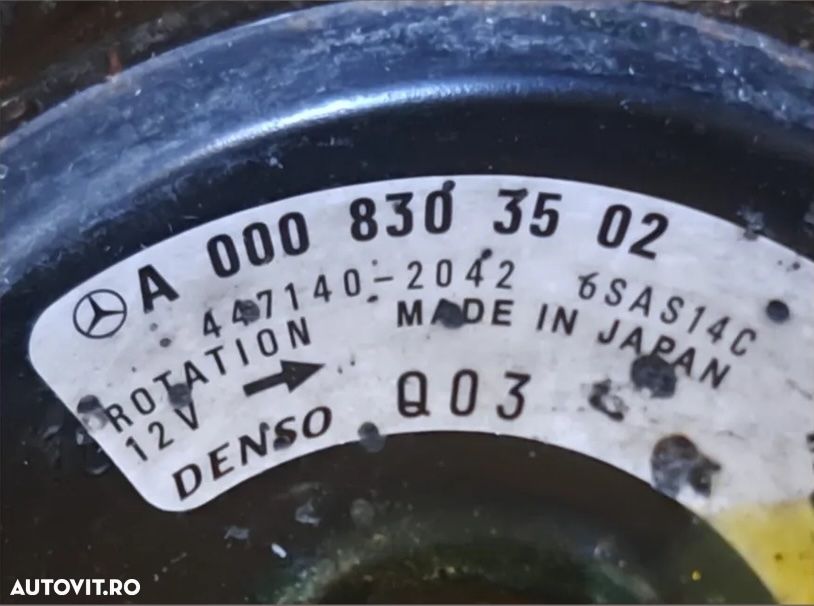 A 000 830 35 02
447140-2042 6SAS14C
ROTATION MADE IN JAPAN
12V
DENSO Q03
AUTOVIT.RO